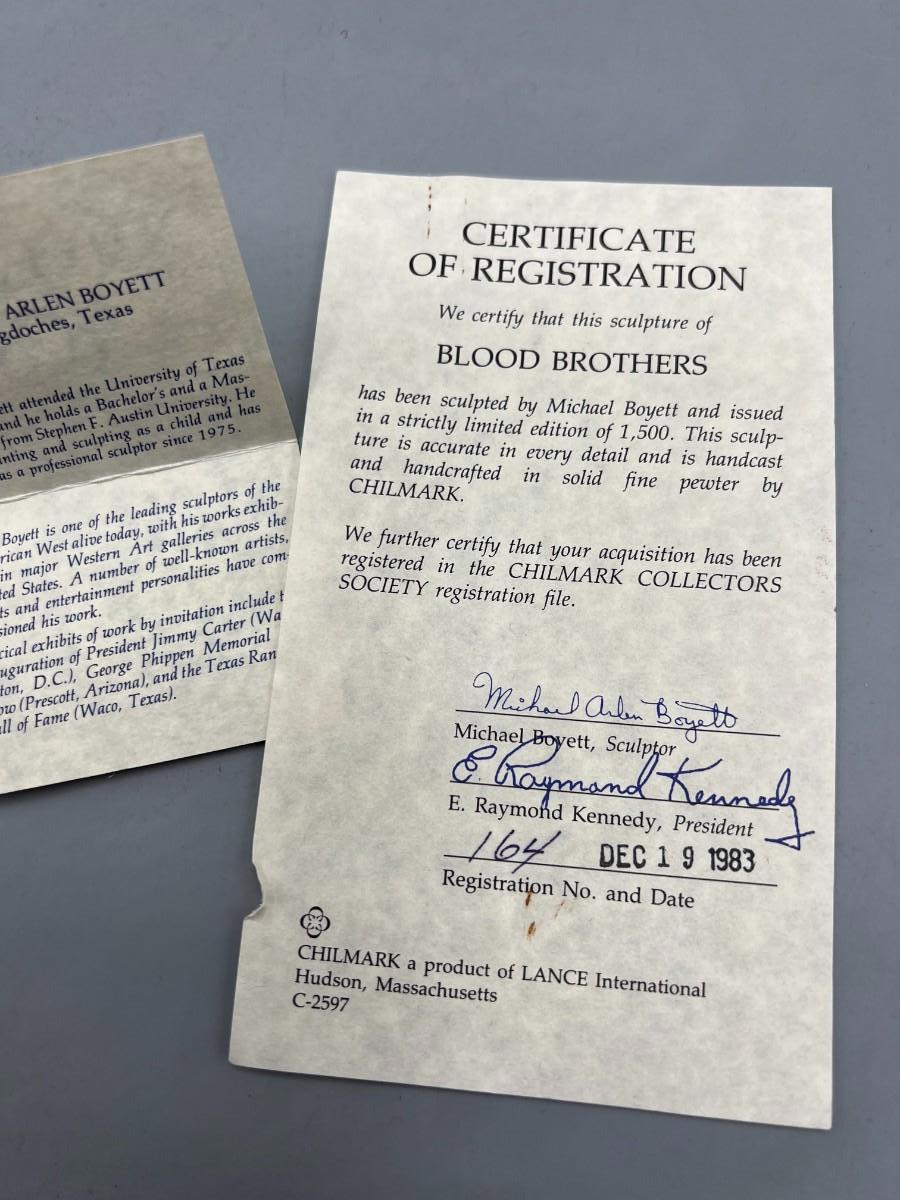 ARLEN BOYETT
gdoches, Texas
ett attended the University of Texas
and he holds a Bachelor's and a Mas-
from Stephen F. Austin University. He
nting and sculpting as a child and has
as a professional sculptor since 1975.
Boyett is one of the leading sculptors of the
rican West alive today, with his works exhib-
in major Western Art galleries across the
ted States. A number of well-known artists,
ts and entertainment personalities have com-
sioned his work.
rical exhibits of work by invitation include t
uguration of President Jimmy Carter (Wa
ton, D.C.), George Phippen Memorial
ow (Prescott, Arizona), and the Texas Ran
all of Fame (Waco, Texas).
CERTIFICATE
OF REGISTRATION
We certify that this sculpture of
BLOOD BROTHERS
has been sculpted by Michael Boyett and issued
in a strictly limited edition of 1,500. This sculp-
ture is accurate in every detail and is handcast
and handcrafted in solid fine pewter by
CHILMARK.
We further certify that your acquisition has been
registered in the CHILMARK COLLECTORS
SOCIETY registration file.
Michael Arlen Boyett
Michael Boyett, Sculptor
E. Raymond Kennedy
E. Raymond Kennedy, President
164 DEC 19 1983
Registration No. and Date
CHILMARK a product of LANCE International
Hudson, Massachusetts
C-2597